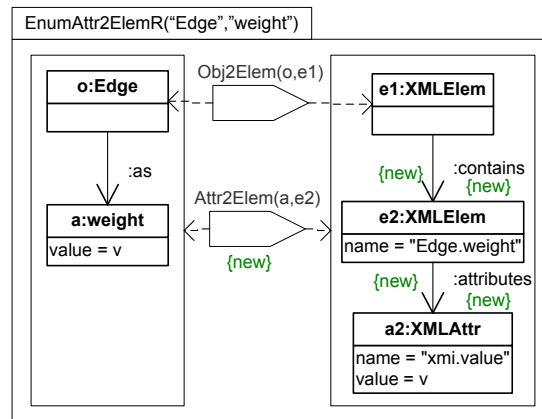 EnumAttr2ElemR(“Edge”,”weight”)
Obj2Elem(o,e1)
o:Edge
e1:XMLElem
:as
{new}
:contains
{new}
Attr2Elem(a,e2)
{new}
a:weight
value = v
e2:XMLElem
name = "Edge.weight"
{new}
:attributes
{new}
a2:XMLAttr
name = "xmi.value"
value = v